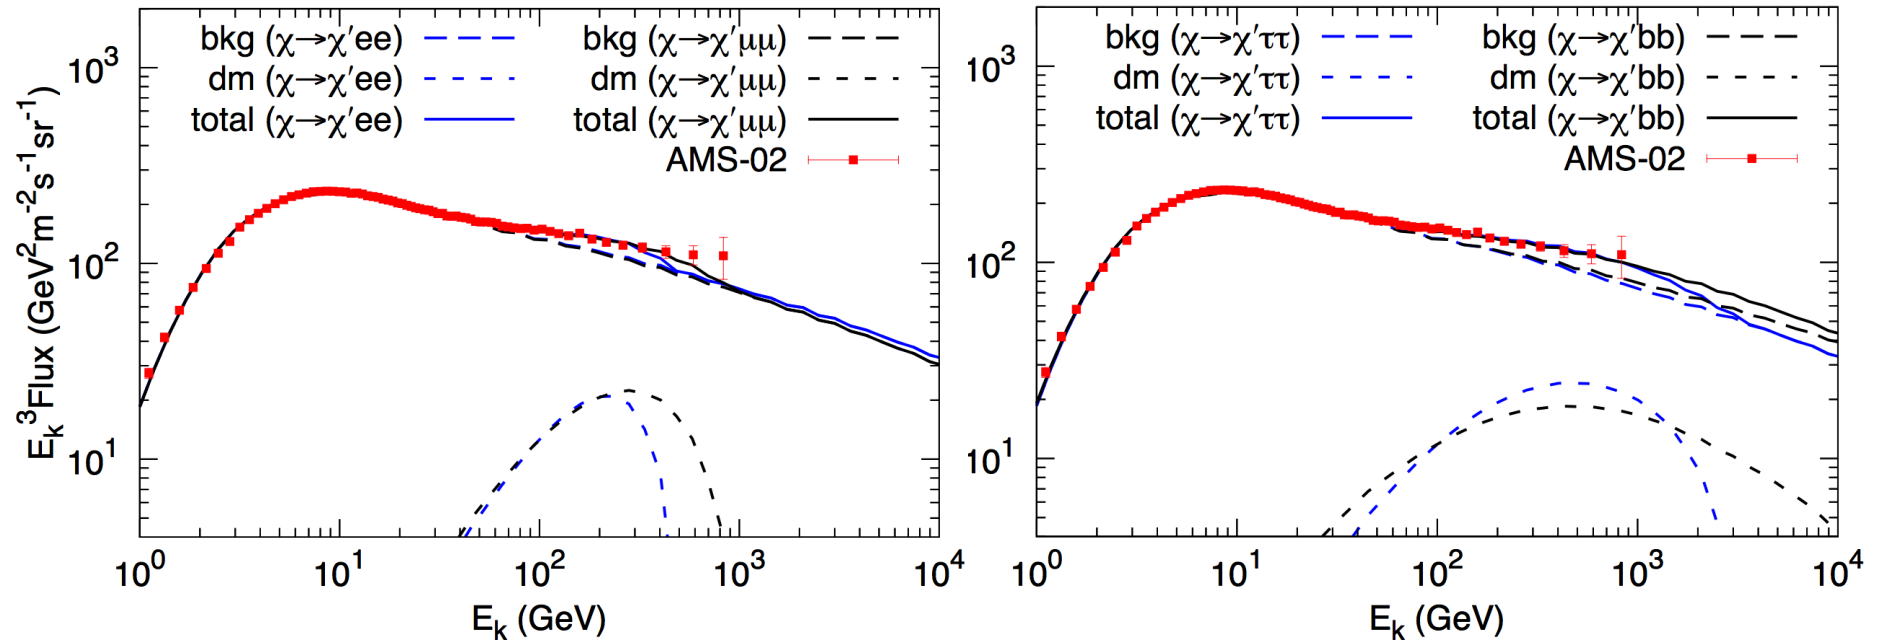 bkg (χ→χ′ee) bkg (χ→χ′μμ)
dm (χ→χ′ee) dm (χ→χ′μμ)
total (χ→χ′ee) total (χ→χ′μμ)
AMS-02
10³
10²
10¹
E_k³Flux (GeV²m⁻²s⁻¹sr⁻¹)
10⁰ 10¹ 10² 10³ 10⁴
E_k (GeV)
bkg (χ→χ′ττ) bkg (χ→χ′bb)
dm (χ→χ′ττ) dm (χ→χ′bb)
total (χ→χ′ττ) total (χ→χ′bb)
AMS-02
10³
10²
10¹
10⁰ 10¹ 10² 10³ 10⁴
E_k (GeV)